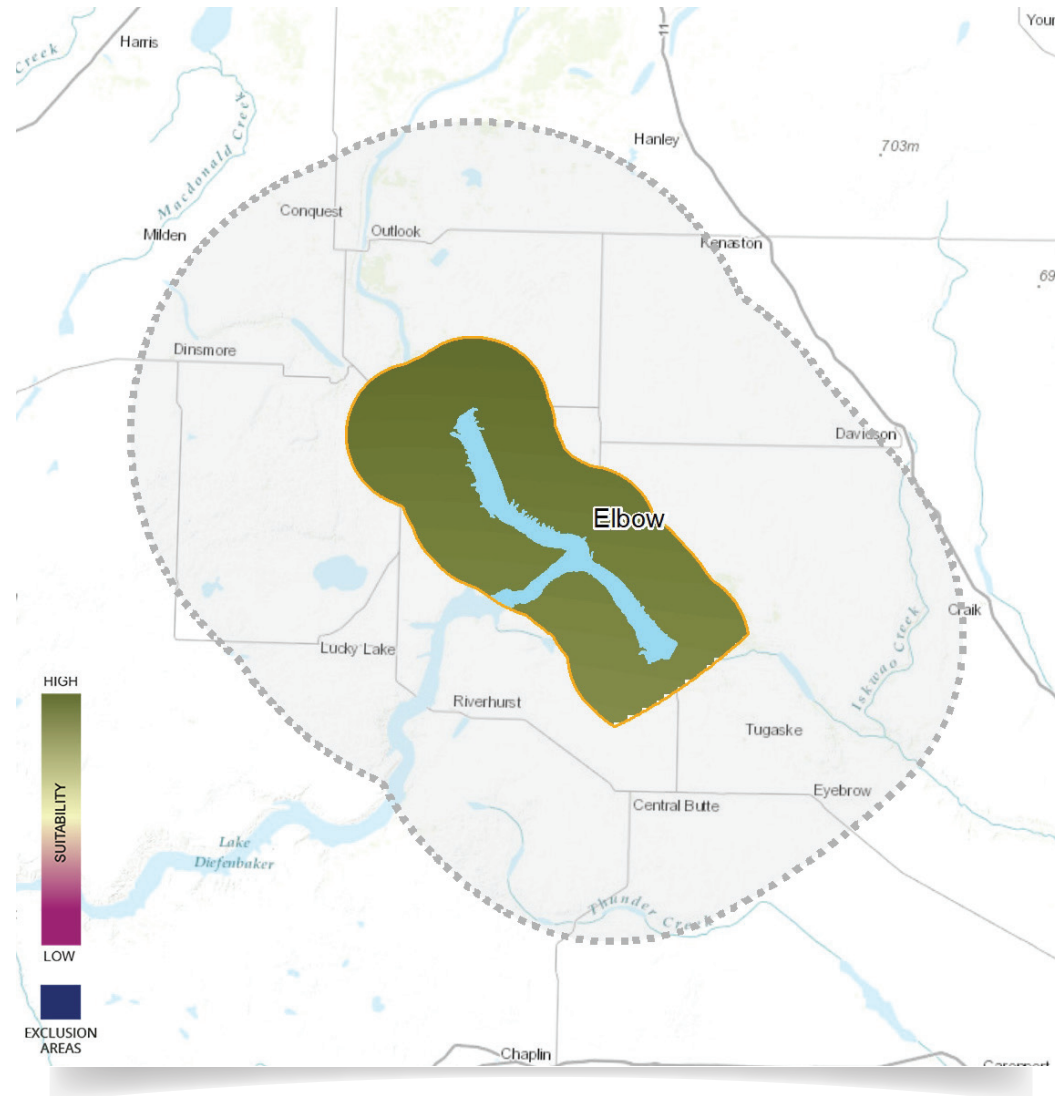 Harris
Creek
11
Your
Hanley
703m
Macdonald Creek
Conquest
Milden
Outlook
Kenaston
69
Dinsmore
Davidson
Elbow
Craik
Iskwao Creek
Lucky Lake
HIGH
Riverhurst
Tugaske
Eyebrow
Central Butte
SUITABILITY
Lake
Diefenbaker
Thunder Creek
LOW
EXCLUSION
AREAS
Chaplin